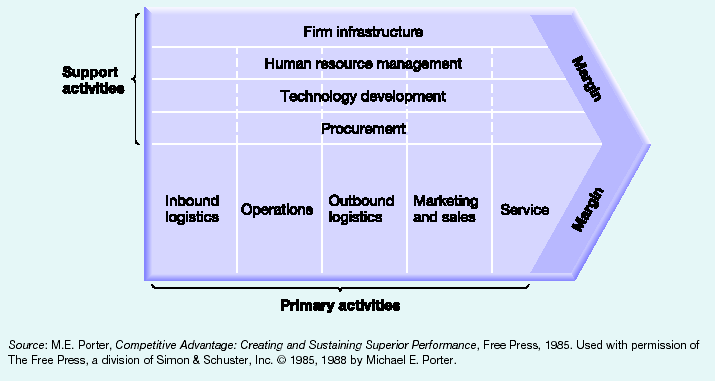 Firm infrastructure
Human resource management
Support
activities
Technology development
Procurement
Margin
Inbound
logistics
Operations
Outbound
logistics
Marketing
and sales
Service
Margin
Primary activities
Source: M.E. Porter, Competitive Advantage: Creating and Sustaining Superior Performance, Free Press, 1985. Used with permission of
The Free Press, a division of Simon & Schuster, Inc. © 1985, 1988 by Michael E. Porter.